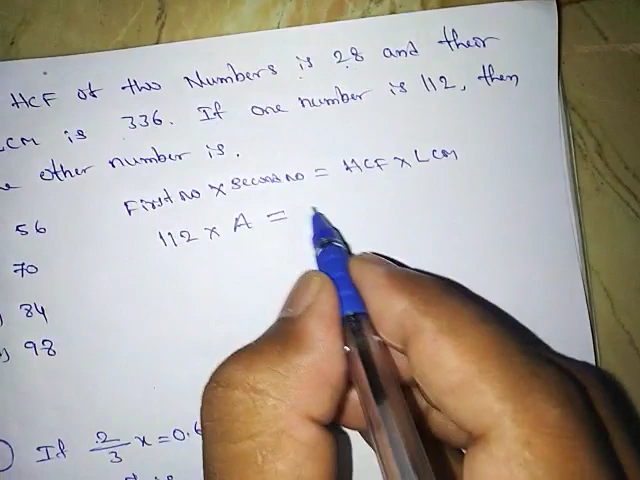 HCF of two Numbers is 28 and their
LCM is 336. If one number is 112, then
other number is.
First no × Second no = HCF × LCM
112 × A =
56
70
84
98
If 2/3 x = 0.6